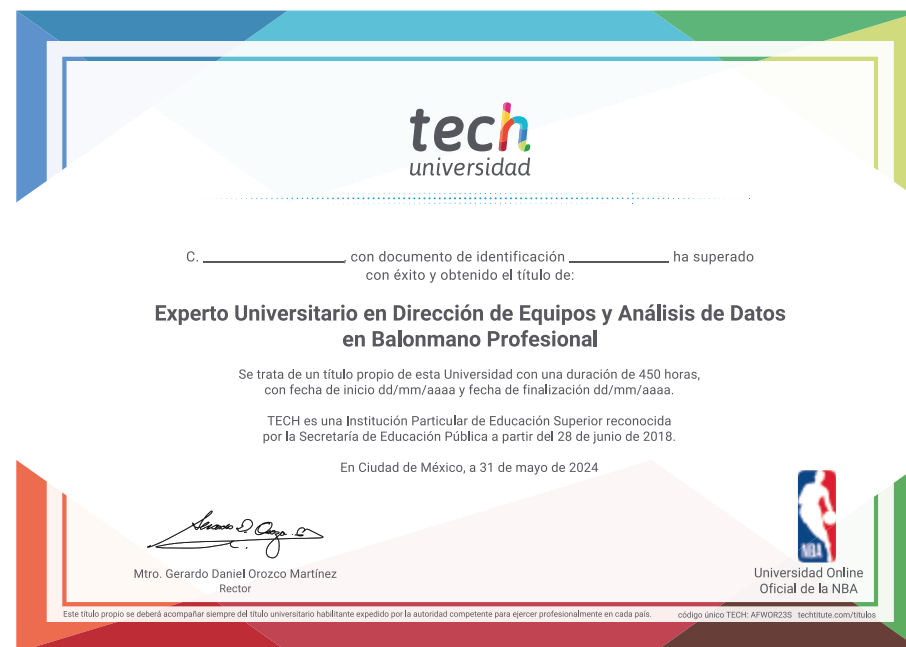 tech
universidad
C. ____________________, con documento de identificación ______________ ha superado
con éxito y obtenido el título de:
Experto Universitario en Dirección de Equipos y Análisis de Datos
en Balonmano Profesional
Se trata de un título propio de esta Universidad con una duración de 450 horas,
con fecha de inicio dd/mm/aaaa y fecha de finalización dd/mm/aaaa.
TECH es una Institución Particular de Educación Superior reconocida
por la Secretaría de Educación Pública a partir del 28 de junio de 2018.
En Ciudad de México, a 31 de mayo de 2024
Mtro. Gerardo Daniel Orozco Martínez
Rector
NBA
Universidad Online
Oficial de la NBA
Este título propio se deberá acompañar siempre del título universitario habilitante expedido por la autoridad competente para ejercer profesionalmente en cada país.
código único TECH: AFWOR23S techtitute.com/titulos